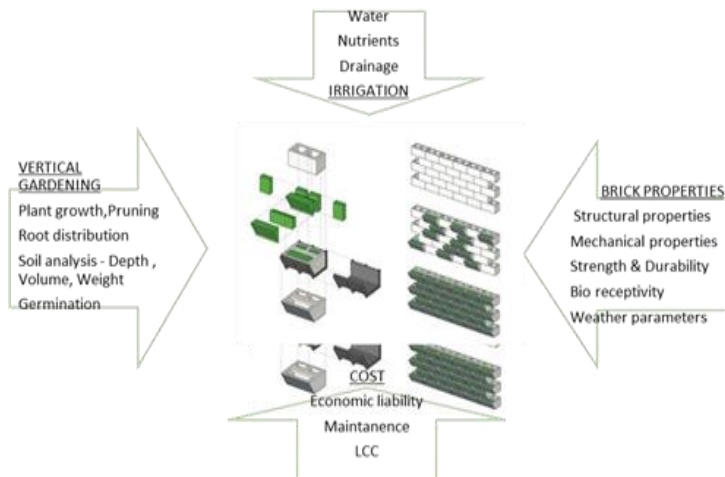 Water
Nutrients
Drainage
IRRIGATION
VERTICAL
GARDENING
Plant growth,Pruning
Root distribution
Soil analysis - Depth ,
Volume, Weight
Germination
BRICK PROPERTIES
Structural properties
Mechanical properties
Strength & Durability
Bio receptivity
Weather parameters
COST
Economic liability
Maintanence
LCC